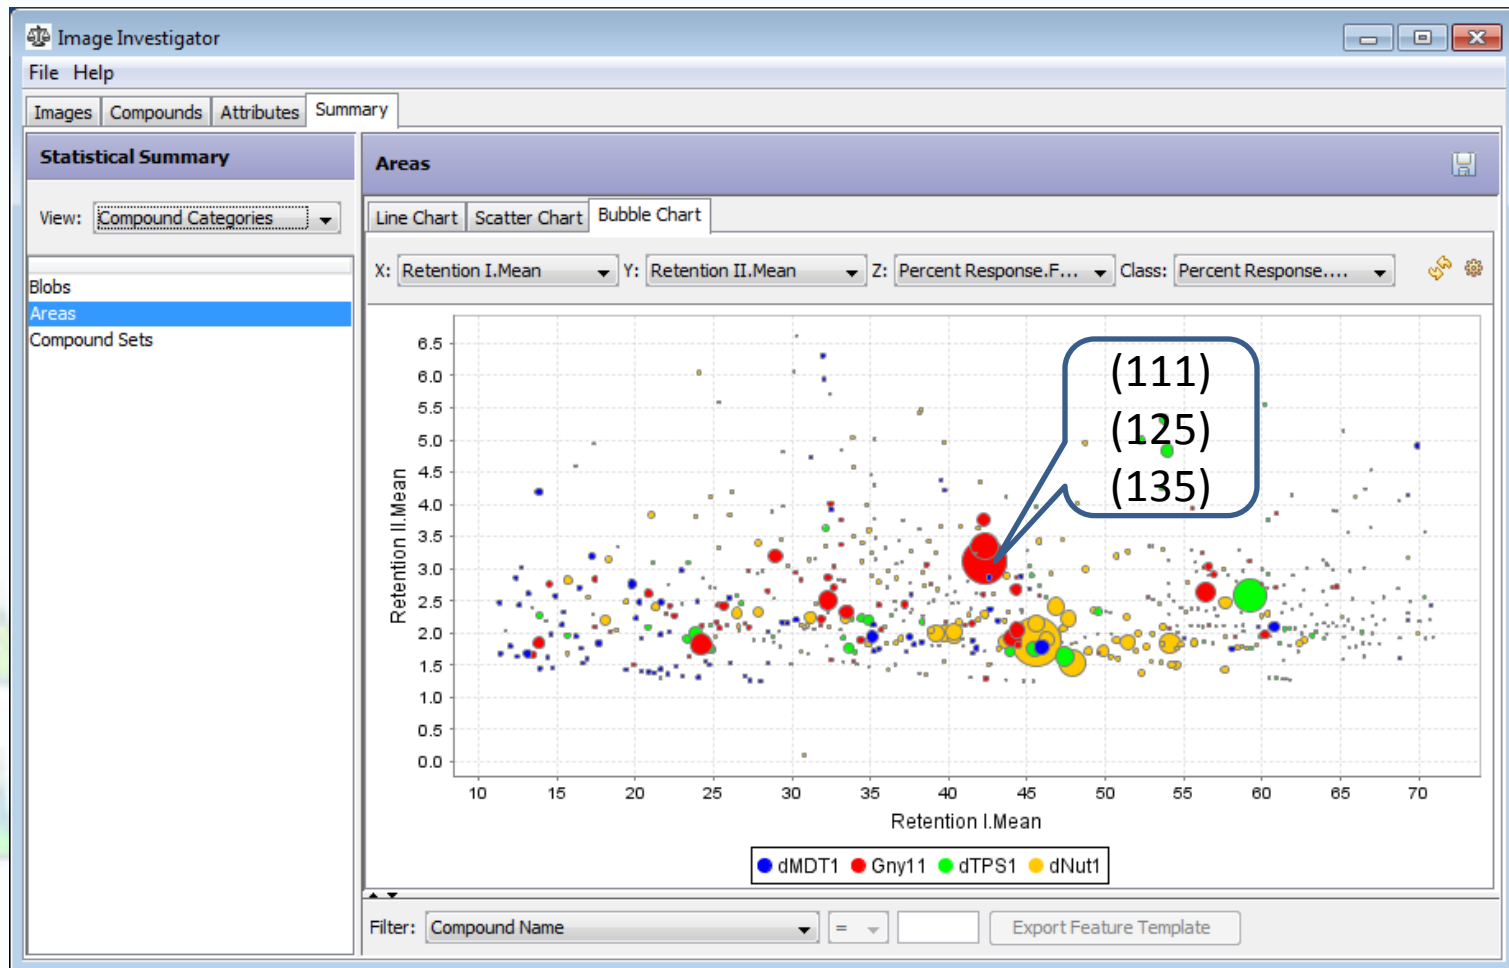 Image Investigator
File Help
Images Compounds Attributes Summary
Statistical Summary
View: Compound Categories
Blobs
Areas
Compound Sets
Areas
Line Chart Scatter Chart Bubble Chart
X: Retention I.Mean Y: Retention II.Mean Z: Percent Response.F... Class: Percent Response....
(111)
(125)
(135)
Retention II.Mean
6.5
6.0
5.5
5.0
4.5
4.0
3.5
3.0
2.5
2.0
1.5
1.0
0.5
0.0
10 15 20 25 30 35 40 45 50 55 60 65 70
Retention I.Mean
dMDT1 Gny11 dTPS1 dNut1
Filter: Compound Name = Export Feature Template